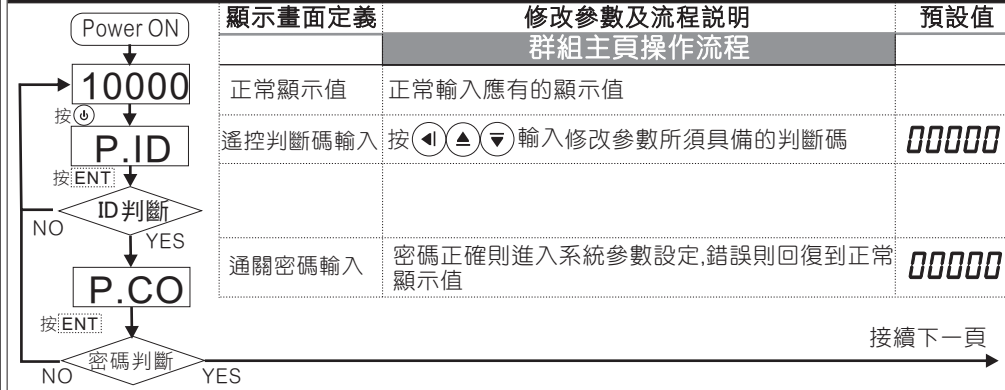 Power ON
顯示畫面定義 修改參數及流程説明 預設值
群組主頁操作流程
10000 正常顯示值 正常輸入應有的顯示值
按
P.ID 遙控判斷碼輸入 按 輸入修改參數所須具備的判斷碼 00000
按ENT
ID判斷
NO YES
P.CO 通關密碼輸入 密碼正確則進入系統參數設定,錯誤則回復到正常
顯示值 00000
按ENT
接續下一頁
密碼判斷
NO YES